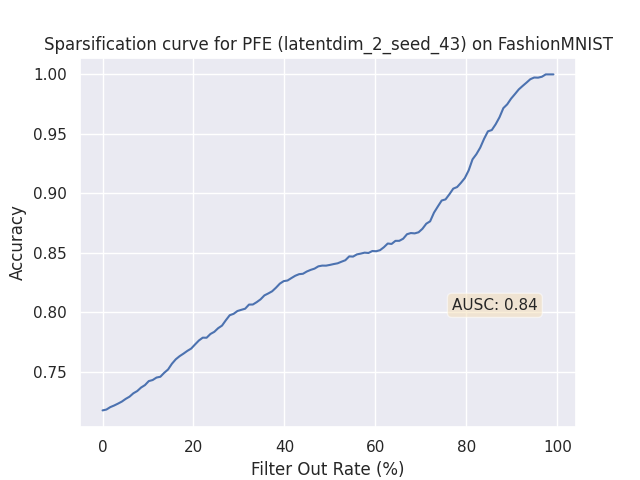 Sparsification curve for PFE (latentdim_2_seed_43) on FashionMNIST
1.00
0.95
0.90
0.85
0.80
0.75
Accuracy
AUSC: 0.84
0 20 40 60 80 100
Filter Out Rate (%)